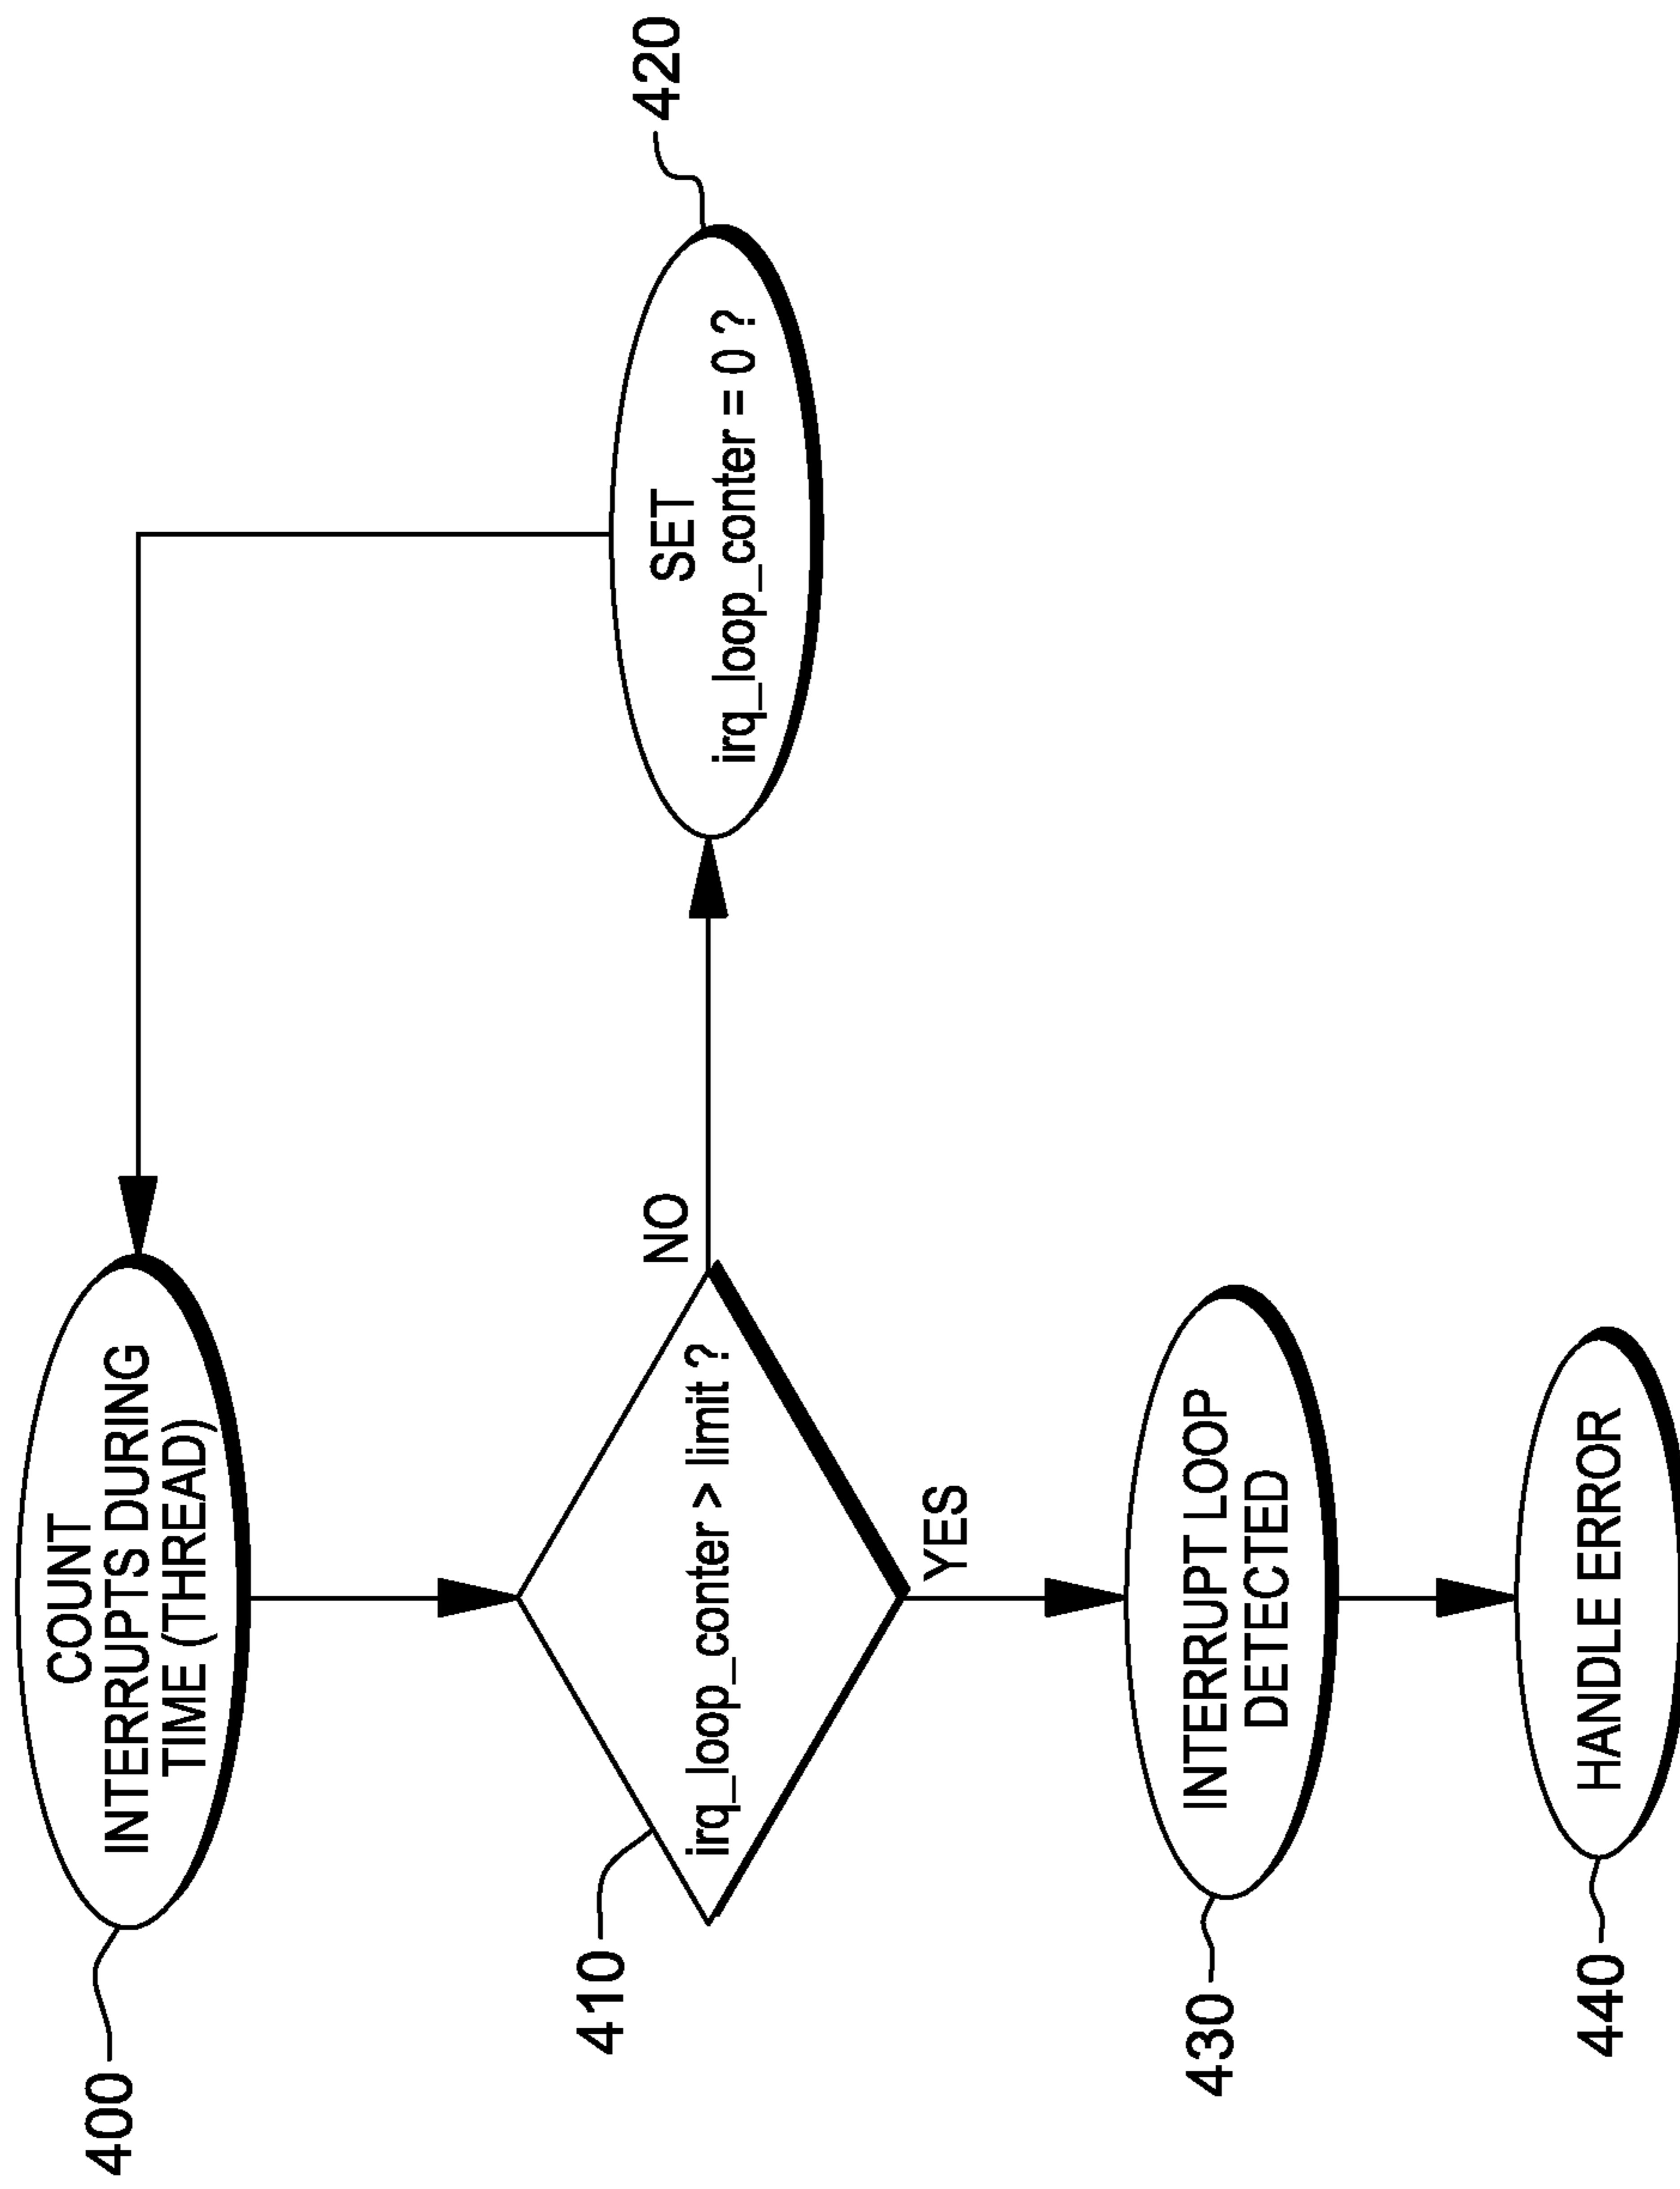 400
COUNT
INTERRUPTS DURING
TIME (THREAD)
410
irq_loop_conter > limit ?
NO
420
SET
irq_loop_conter = 0 ?
YES
430
INTERRUPT LOOP
DETECTED
440
HANDLE ERROR